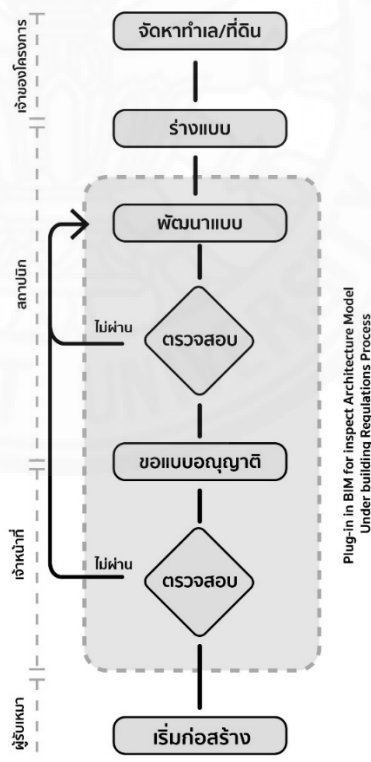 จัดหาทำเล/ที่ดิน
ร่างแบบ
พัฒนาแบบ
ไม่ผ่าน
ตรวจสอบ
ขอแบบอณุญาติ
ไม่ผ่าน
ตรวจสอบ
เริ่มก่อสร้าง
เจ้าของโครงการ
สถาปนิก
เจ้าหน้าที่
ผู้รับเหมา
Plug-in in BIM for inspect Architecture Model
Under building Regulations Process